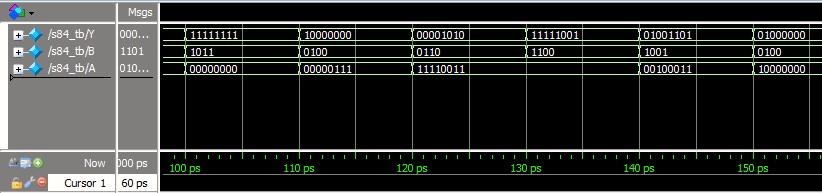 Msgs
/s84_tb/Y 000... 11111111 10000000 00001010 11111001 01001101 01000000
/s84_tb/B 1101 1011 0100 0110 1100 1001 0100
/s84_tb/A 010... 00000000 00000111 11110011 00100011 10000000
Now 000 ps 100 ps 110 ps 120 ps 130 ps 140 ps 150 ps
Cursor 1 60 ps